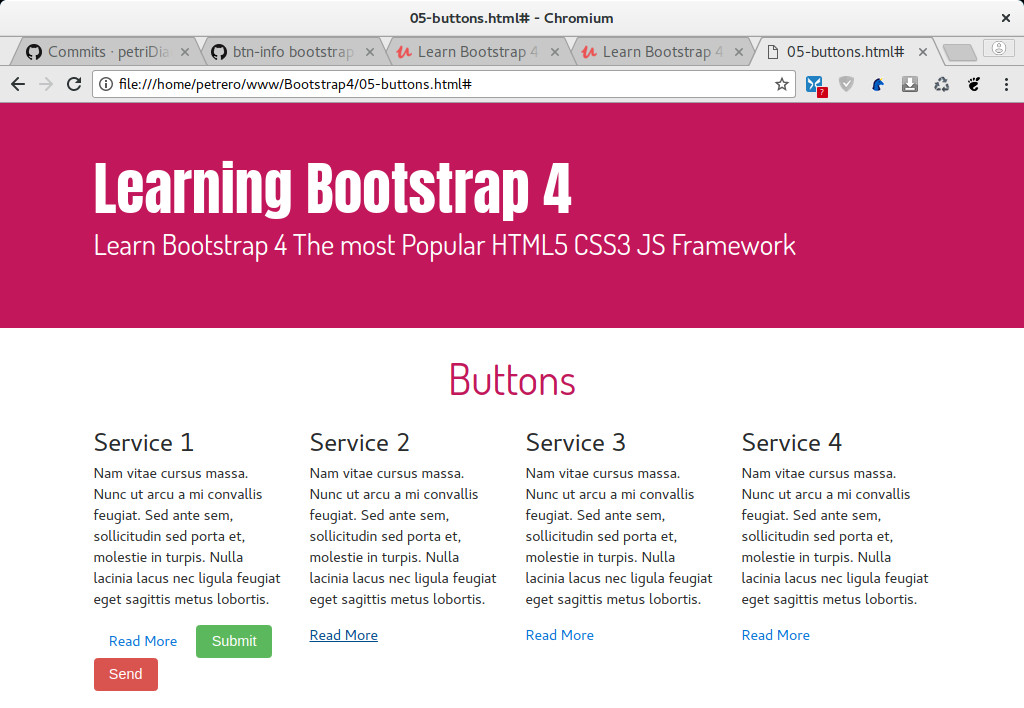 05-buttons.html# - Chromium
Commits · petriDia
btn-info bootstrap
Learn Bootstrap 4
Learn Bootstrap 4
05-buttons.html#
file:///home/petrero/www/Bootstrap4/05-buttons.html#
?
Learning Bootstrap 4
Learn Bootstrap 4 The most Popular HTML5 CSS3 JS Framework
Buttons
Service 1
Nam vitae cursus massa.
Nunc ut arcu a mi convallis
feugiat. Sed ante sem,
sollicitudin sed porta et,
molestie in turpis. Nulla
lacinia lacus nec ligula feugiat
eget sagittis metus lobortis.
Read More Submit
Send
Service 2
Nam vitae cursus massa.
Nunc ut arcu a mi convallis
feugiat. Sed ante sem,
sollicitudin sed porta et,
molestie in turpis. Nulla
lacinia lacus nec ligula feugiat
eget sagittis metus lobortis.
Read More
Service 3
Nam vitae cursus massa.
Nunc ut arcu a mi convallis
feugiat. Sed ante sem,
sollicitudin sed porta et,
molestie in turpis. Nulla
lacinia lacus nec ligula feugiat
eget sagittis metus lobortis.
Read More
Service 4
Nam vitae cursus massa.
Nunc ut arcu a mi convallis
feugiat. Sed ante sem,
sollicitudin sed porta et,
molestie in turpis. Nulla
lacinia lacus nec ligula feugiat
eget sagittis metus lobortis.
Read More